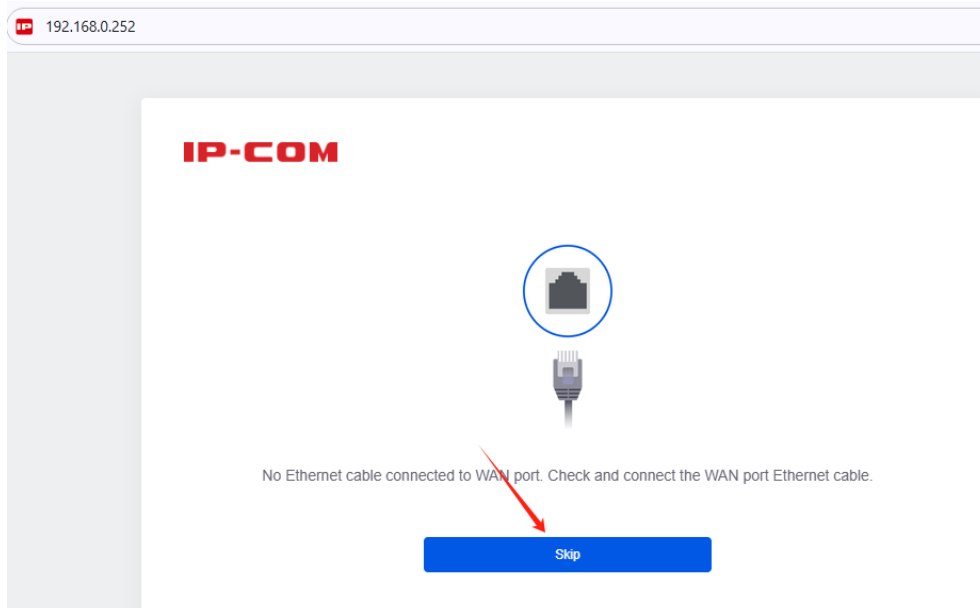 IP
192.168.0.252
IP-COM
No Ethernet cable connected to WAN port. Check and connect the WAN port Ethernet cable.
Skip